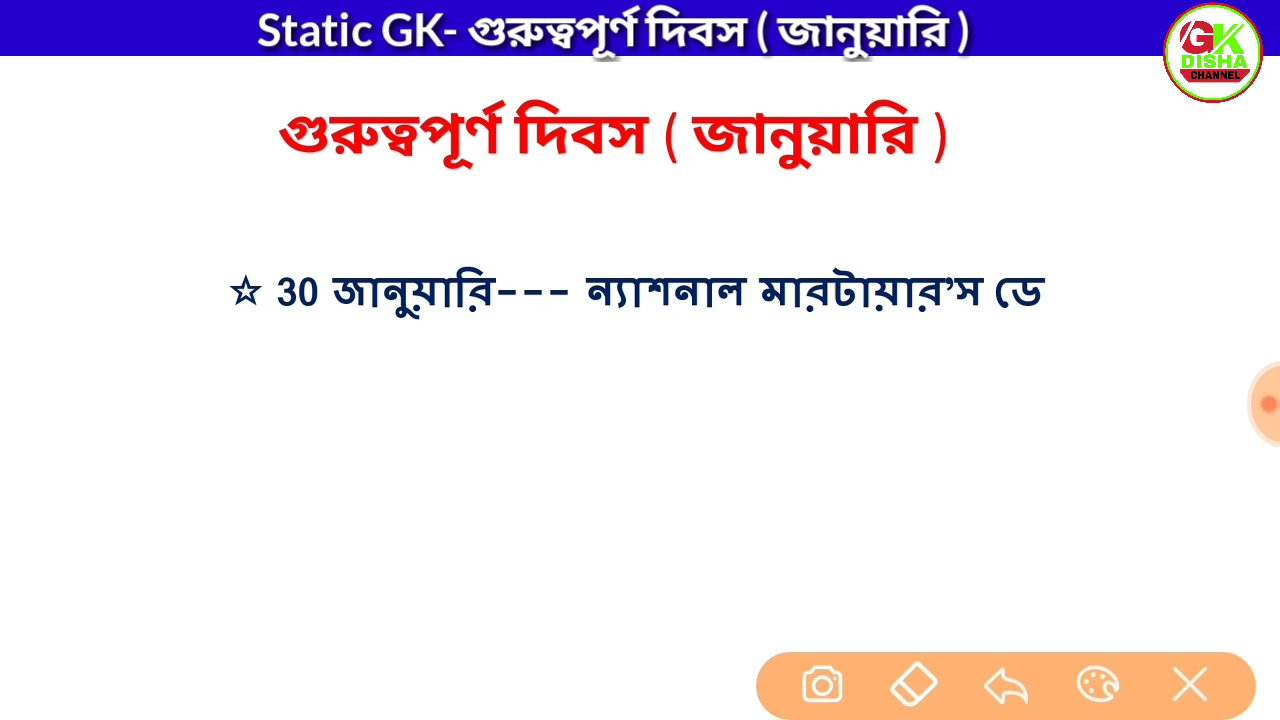 Static GK- গুরুত্বপূর্ণ দিবস ( জানুয়ারি )
GK
DISHA
CHANNEL
গুরুত্বপূর্ণ দিবস ( জানুয়ারি )
☆ 30 জানুয়ারি--- ন্যাশনাল মারটায়ার’স ডে